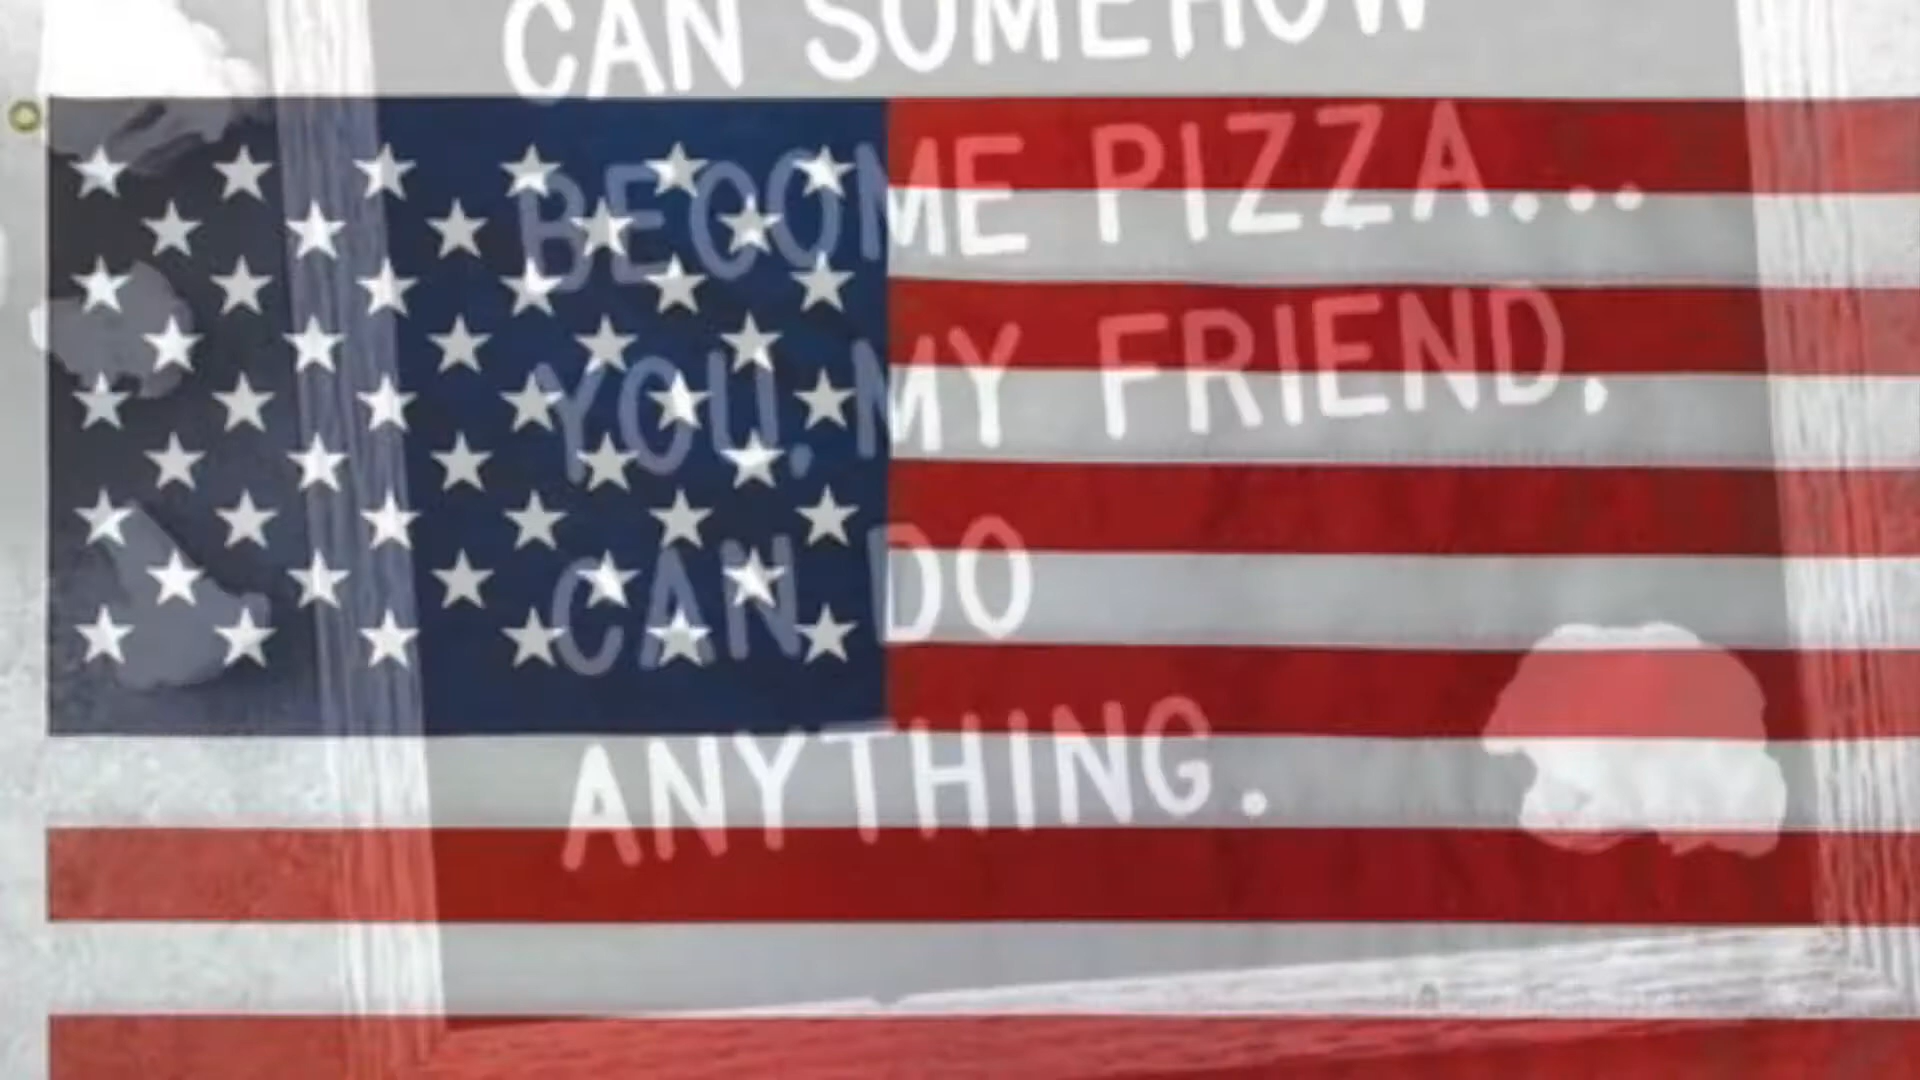 CAN SOMEHOW
BECOME PIZZA...
YOU, MY FRIEND,
CAN DO
ANYTHING.